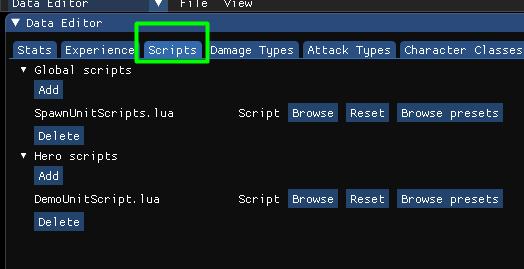 Data Editor File View
Data Editor
Stats Experience Scripts Damage Types Attack Types Character Classes
Global scripts
Add
SpawnUnitScripts.lua Script Browse Reset Browse presets
Delete
Hero scripts
Add
DemoUnitScript.lua Script Browse Reset Browse presets
Delete